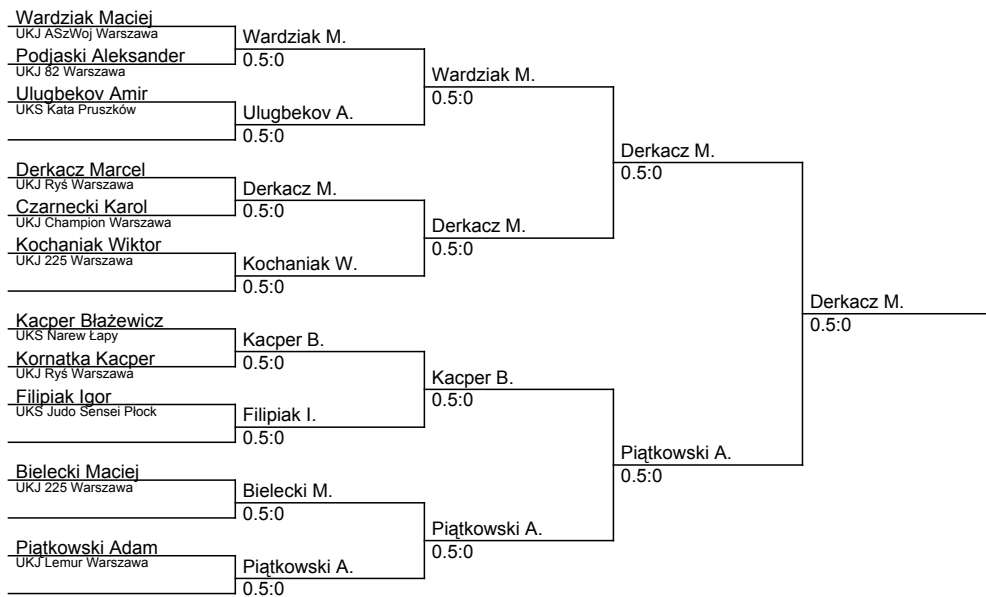 Wardziak Maciej
UKJ ASzWoj Warszawa
Podjaski Aleksander
UKJ 82 Warszawa
Ulugbekov Amir
UKS Kata Pruszków
Derkacz Marcel
UKJ Ryś Warszawa
Czarnecki Karol
UKJ Champion Warszawa
Kochaniak Wiktor
UKJ 225 Warszawa
Kacper Błażewicz
UKS Narew Łapy
Kornatka Kacper
UKJ Ryś Warszawa
Filipiak Igor
UKS Judo Sensei Płock
Bielecki Maciej
UKJ 225 Warszawa
Piątkowski Adam
UKJ Lemur Warszawa
Wardziak M.
0.5:0
Ulugbekov A.
0.5:0
Derkacz M.
0.5:0
Kochaniak W.
0.5:0
Kacper B.
0.5:0
Filipiak I.
0.5:0
Bielecki M.
0.5:0
Piątkowski A.
0.5:0
Wardziak M.
0.5:0
Derkacz M.
0.5:0
Kacper B.
0.5:0
Piątkowski A.
0.5:0
Derkacz M.
0.5:0
Piątkowski A.
0.5:0
Derkacz M.
0.5:0